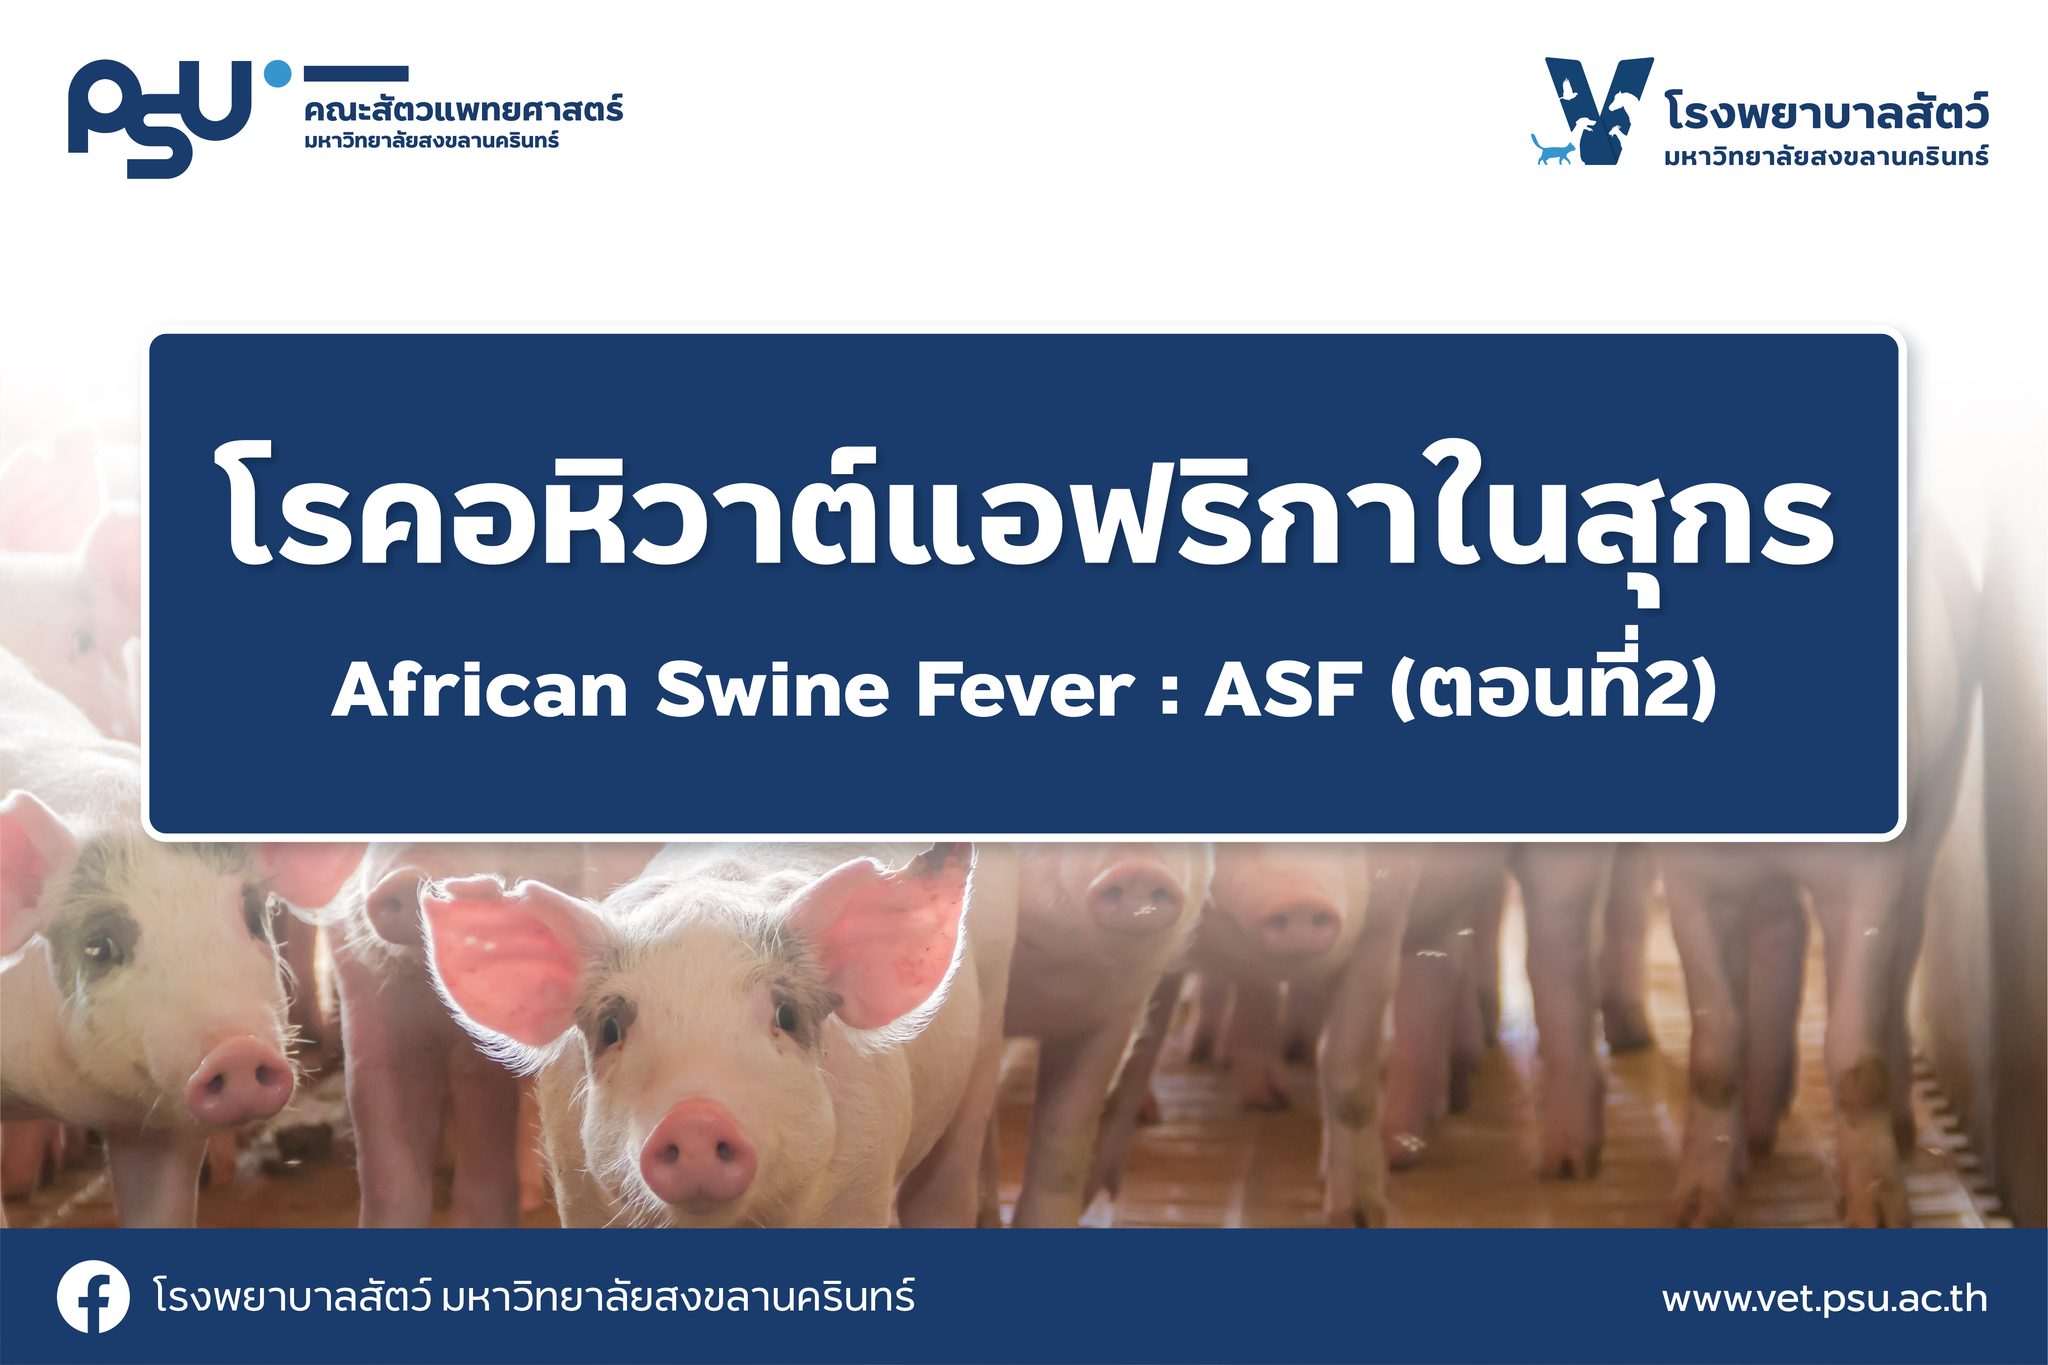 PSU
คณะสัตวแพทยศาสตร์
มหาวิทยาลัยสงขลานครินทร์
โรงพยาบาลสัตว์
มหาวิทยาลัยสงขลานครินทร์
โรคอหิวาต์แอฟริกาในสุกร
African Swine Fever : ASF (ตอนที่2)
โรงพยาบาลสัตว์ มหาวิทยาลัยสงขลานครินทร์
www.vet.psu.ac.th